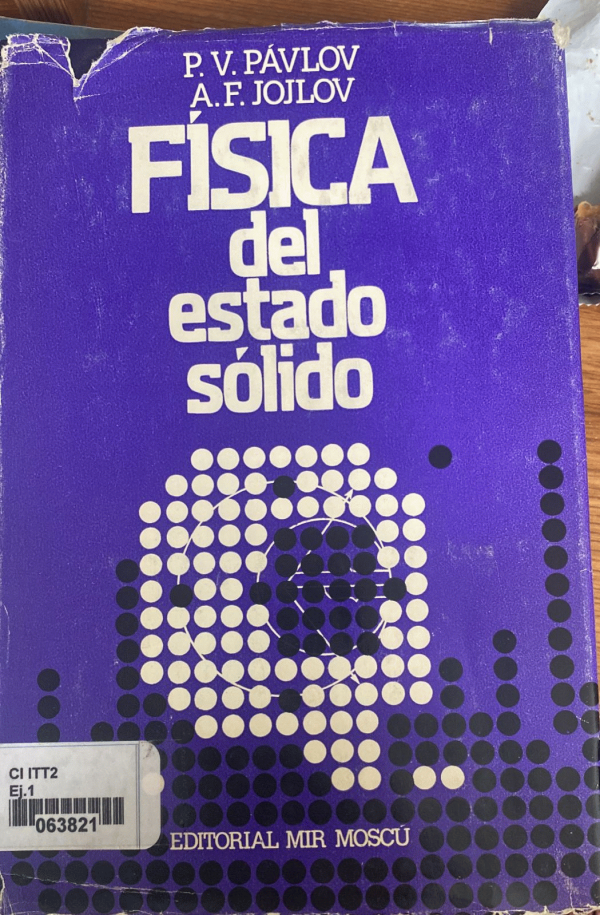 P. V. PÁVLOV
A. F. JOJLOV
FÍSICA
del
estado
sólido
CI ITT2
Ej.1
063821
EDITORIAL MIR MOSCÚ